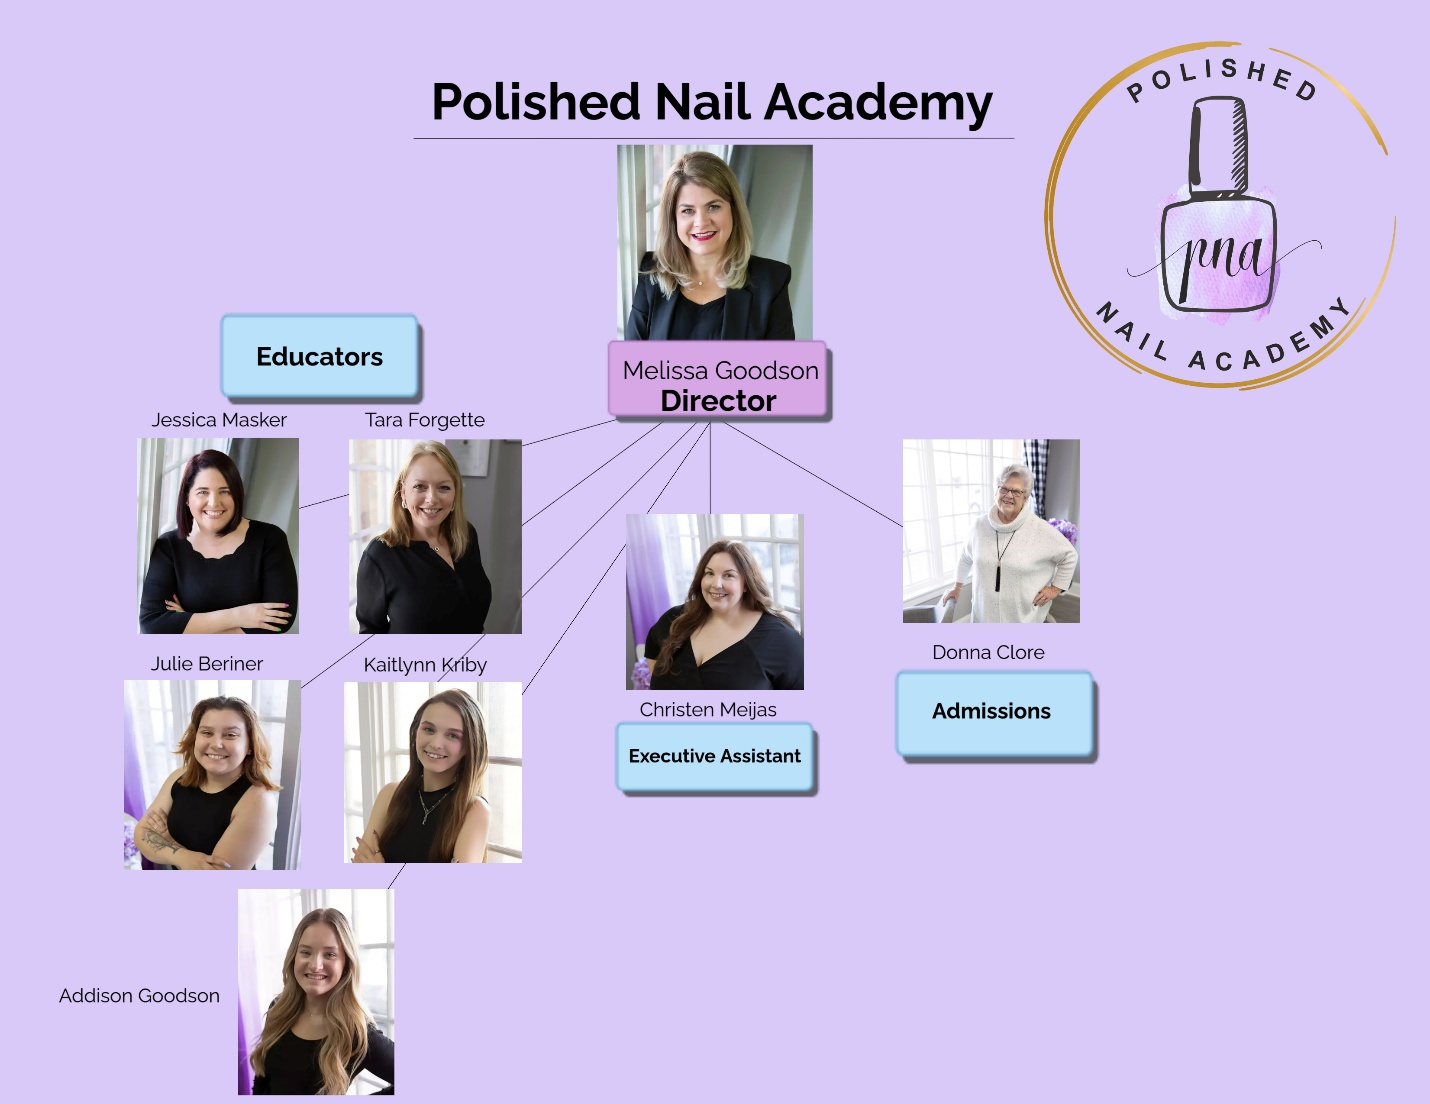 Polished Nail Academy
POLISHED
pna
NAIL ACADEMY
Melissa Goodson
Director
Educators
Jessica Masker
Tara Forgette
Julie Beriner
Kaitlynn Kriby
Addison Goodson
Christen Meijas
Executive Assistant
Donna Clore
Admissions